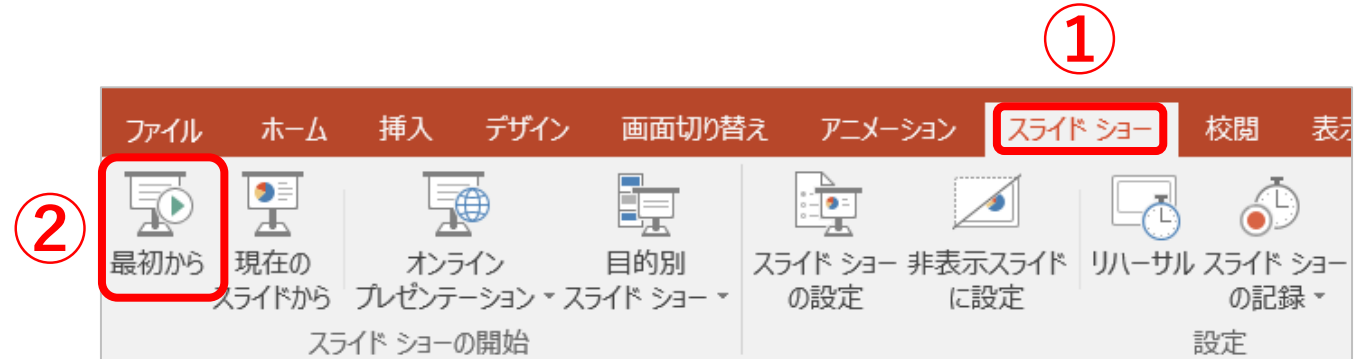 ①
ファイル ホーム 挿入 デザイン 画面切り替え アニメーション スライド ショー 校閲 表示
②
最初から 現在の オンライン 目的別 スライド ショー 非表示スライド リハーサル スライド ショー
スライドから プレゼンテーション スライド ショー の設定 に設定 の記録
スライド ショーの開始 設定